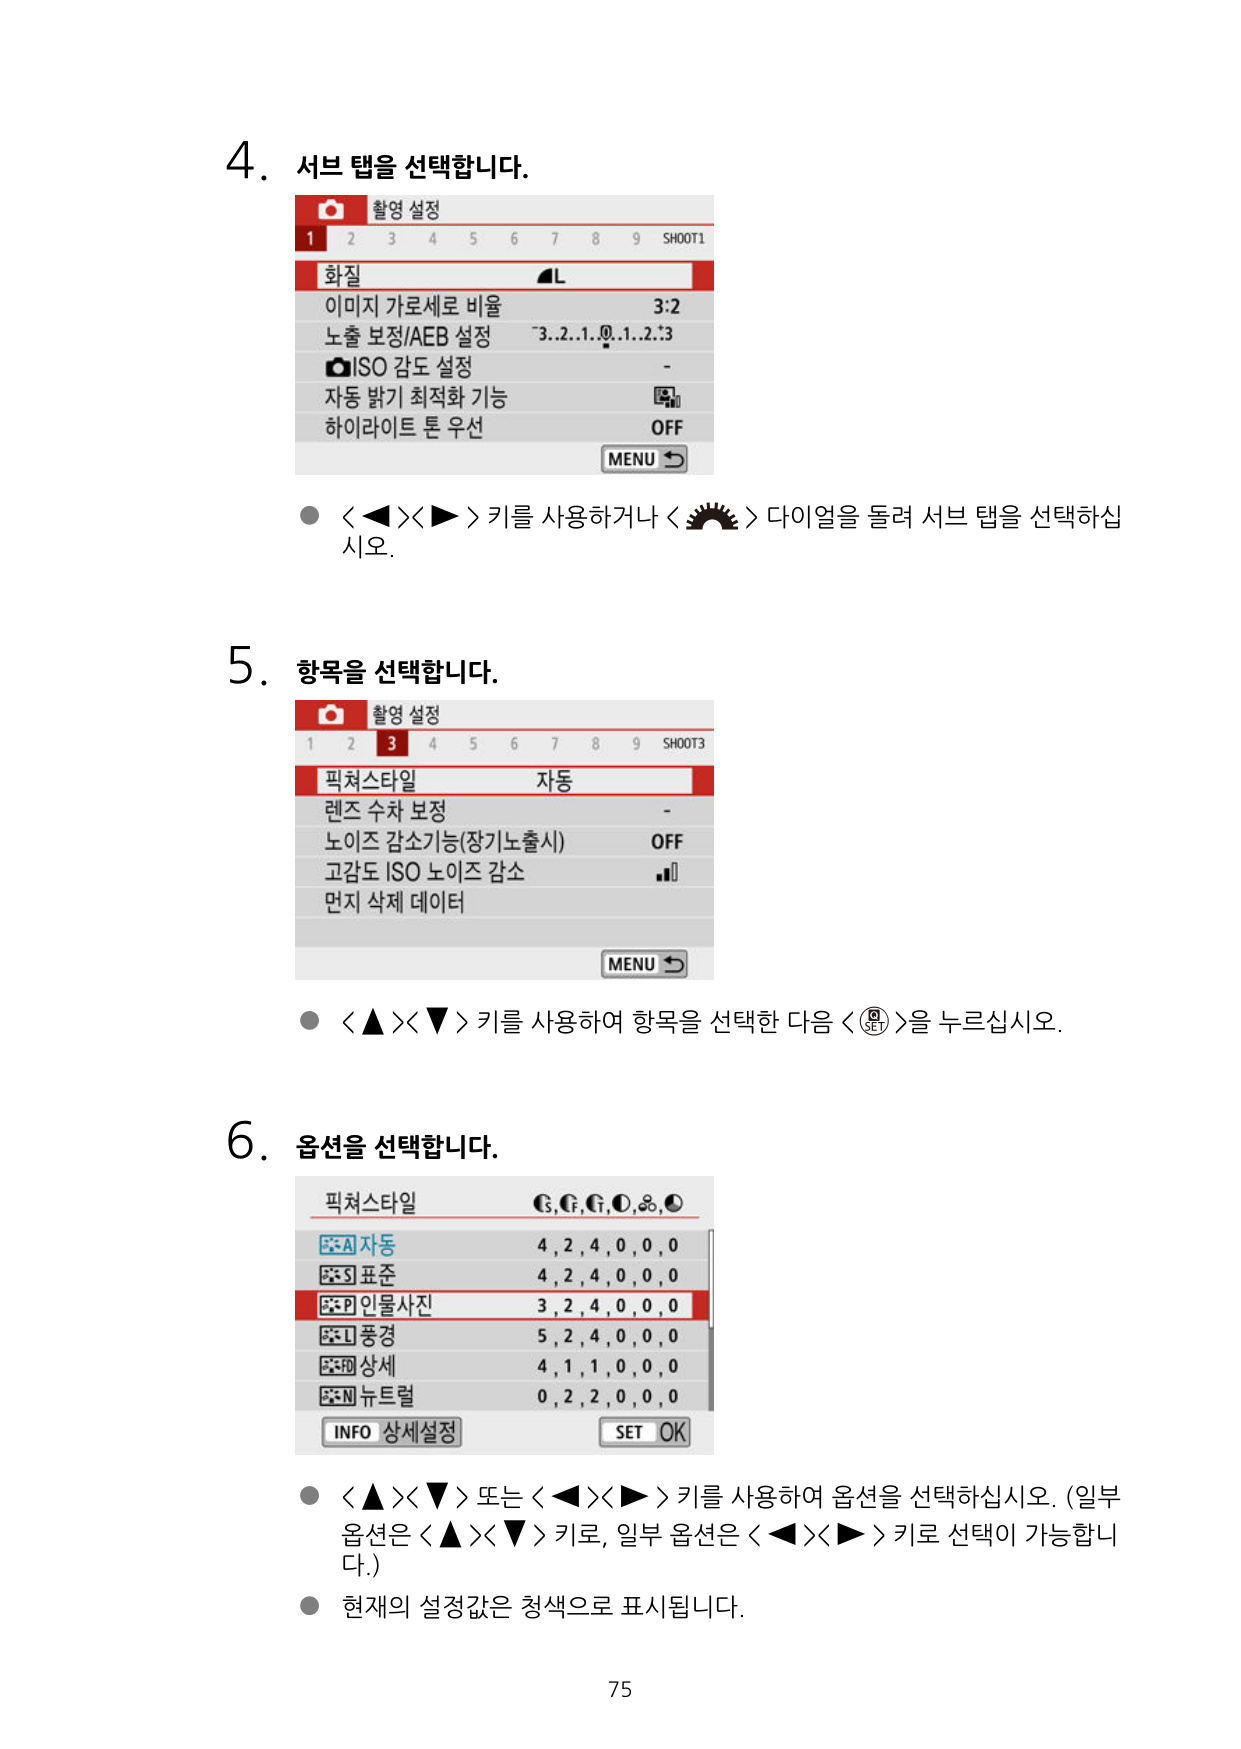 4. 서브 탭을 선택합니다.
촬영 설정
1 2 3 4 5 6 7 8 9 SHOOT1
화질 L
이미지 가로세로 비율 3:2
노출 보정/AEB 설정 -3..2..1..0..1..2..+3
ISO 감도 설정 -
자동 밝기 최적화 기능
하이라이트 톤 우선 OFF
MENU
● < ◀ >< ▶ > 키를 사용하거나 < > 다이얼을 돌려 서브 탭을 선택하십
시오.
5. 항목을 선택합니다.
촬영 설정
1 2 3 4 5 6 7 8 9 SHOOT3
픽쳐스타일 자동
렌즈 수차 보정 -
노이즈 감소기능(장기노출시) OFF
고감도 ISO 노이즈 감소
먼지 삭제 데이터
MENU
● < ▲ >< ▼ > 키를 사용하여 항목을 선택한 다음 < Q SET >을 누르십시오.
6. 옵션을 선택합니다.
픽쳐스타일 S, F, T, , ,
A 자동 4 , 2 , 4 , 0 , 0 , 0
S 표준 4 , 2 , 4 , 0 , 0 , 0
P 인물사진 3 , 2 , 4 , 0 , 0 , 0
L 풍경 5 , 2 , 4 , 0 , 0 , 0
FD 상세 4 , 1 , 1 , 0 , 0 , 0
N 뉴트럴 0 , 2 , 2 , 0 , 0 , 0
INFO 상세설정 SET OK
● < ▲ >< ▼ > 또는 < ◀ >< ▶ > 키를 사용하여 옵션을 선택하십시오. (일부
옵션은 < ▲ >< ▼ > 키로, 일부 옵션은 < ◀ >< ▶ > 키로 선택이 가능합니
다.)
● 현재의 설정값은 청색으로 표시됩니다.
75